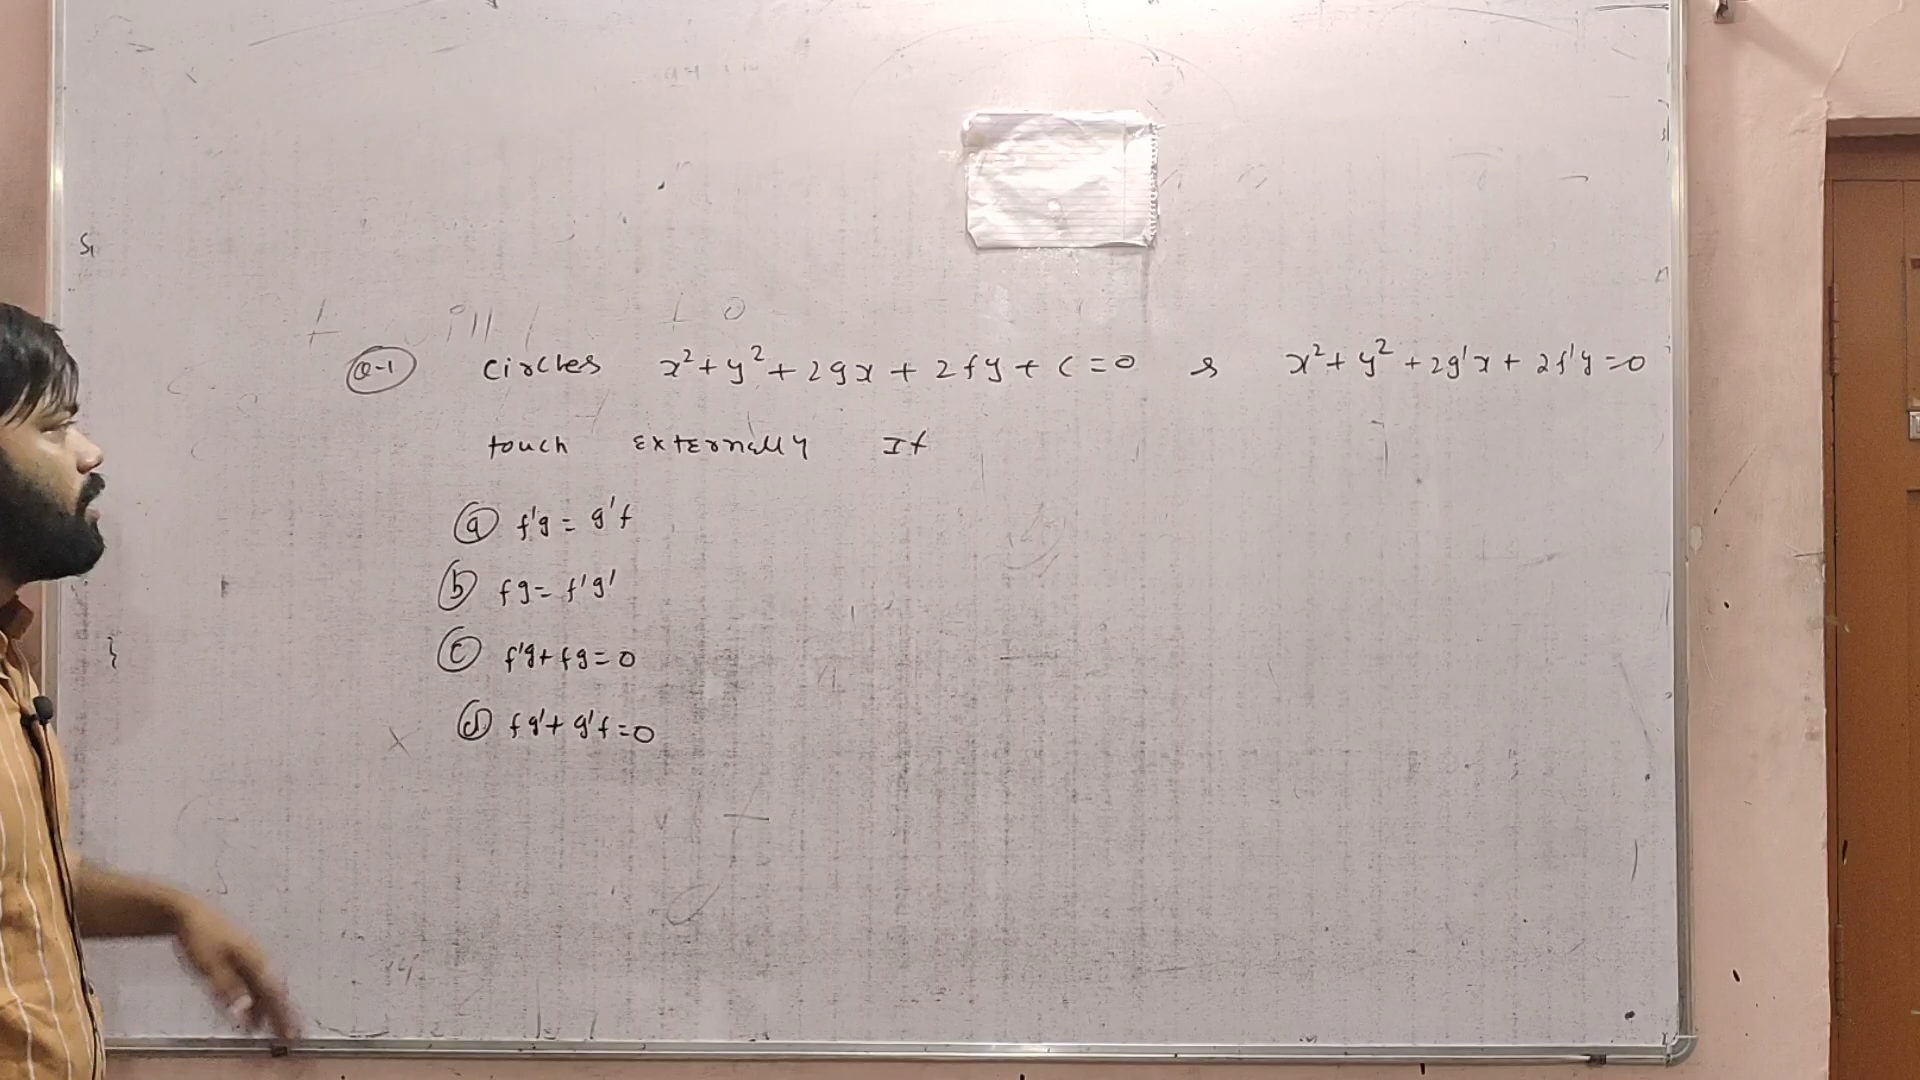 S1
Q-1 circles x²+y²+2gx+2fy+c=0 & x²+y²+2g'x+2f'y=0
touch externally If
(a) f'g = g'f
(b) fg= f'g'
(c) f'g+fg=0
(d) fg'+g'f=0